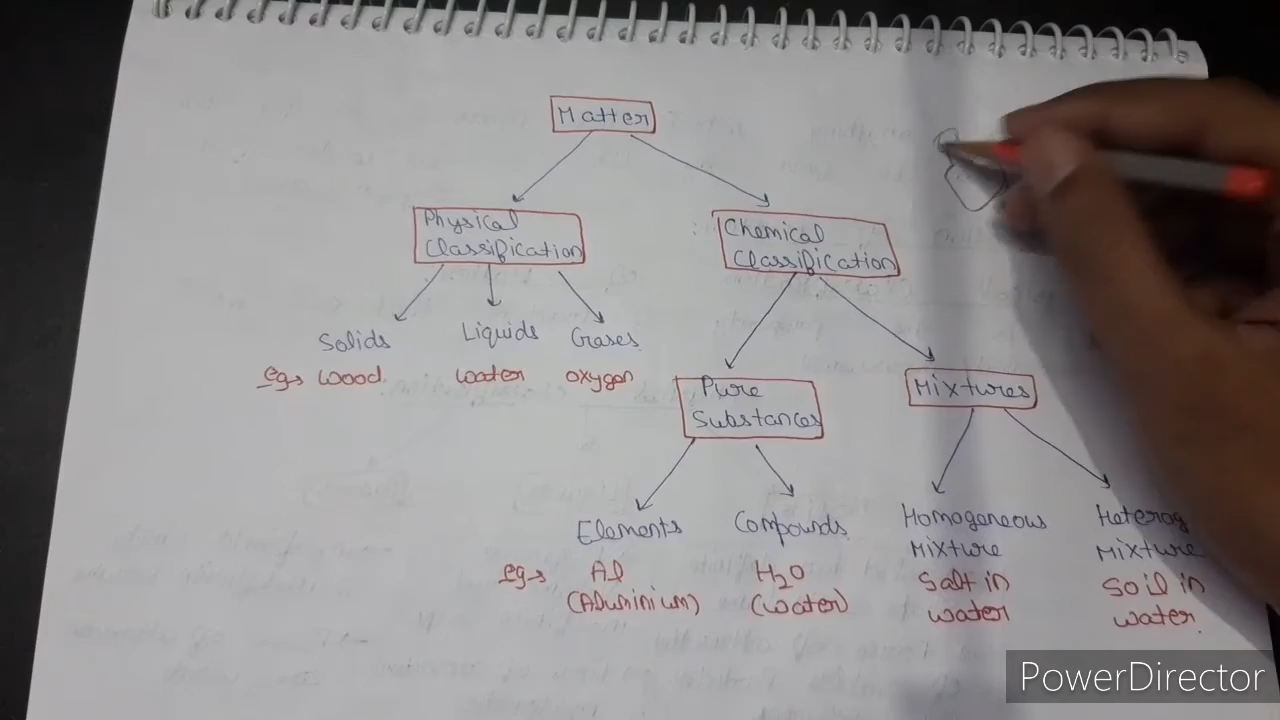 Matter
Physical
Classification
Chemical
Classification
Solids
Liquids
Gases
eg→ wood
water
oxygen
Pure
Substances
Mixtures
Elements
Compounds
Homogeneous
Mixture
Heterog
Mixture
eg→ Al
(Aluminium)
H₂O
(water)
Salt in
water
Soil in
water
PowerDirector